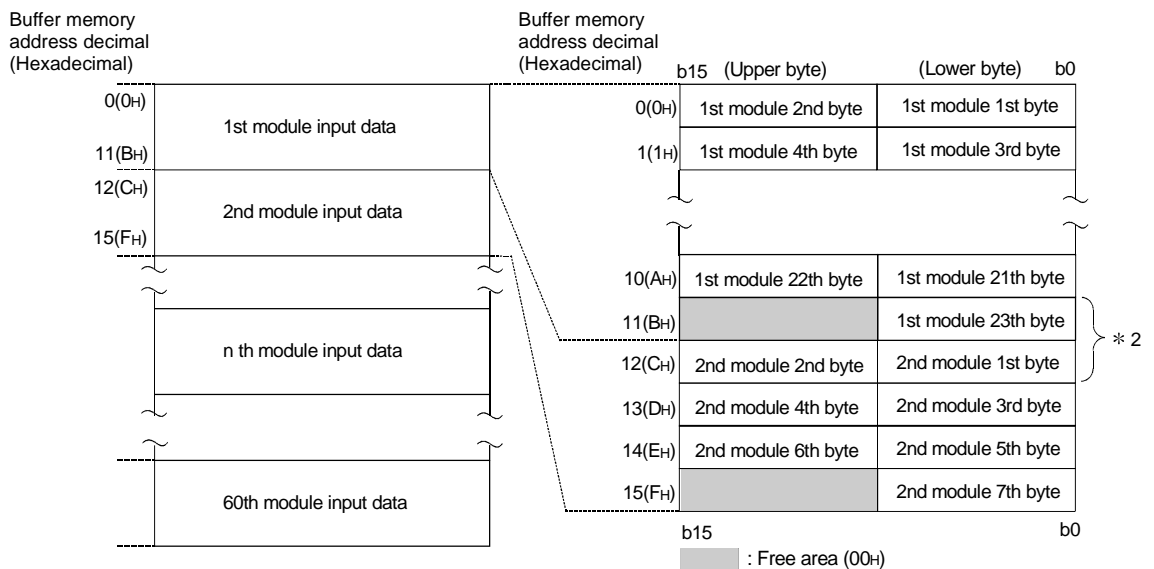 Buffer memory
address decimal
(Hexadecimal)
0(0H)
1st module input data
11(BH)
12(CH)
2nd module input data
15(FH)
n th module input data
60th module input data
Buffer memory
address decimal
(Hexadecimal)
b15 (Upper byte) (Lower byte) b0
0(0H) 1st module 2nd byte 1st module 1st byte
1(1H) 1st module 4th byte 1st module 3rd byte
10(AH) 1st module 22th byte 1st module 21th byte
11(BH) 1st module 23th byte
12(CH) 2nd module 2nd byte 2nd module 1st byte
13(DH) 2nd module 4th byte 2nd module 3rd byte
14(EH) 2nd module 6th byte 2nd module 5th byte
15(FH) 2nd module 7th byte
b15 b0
: Free area (00H)
＊2